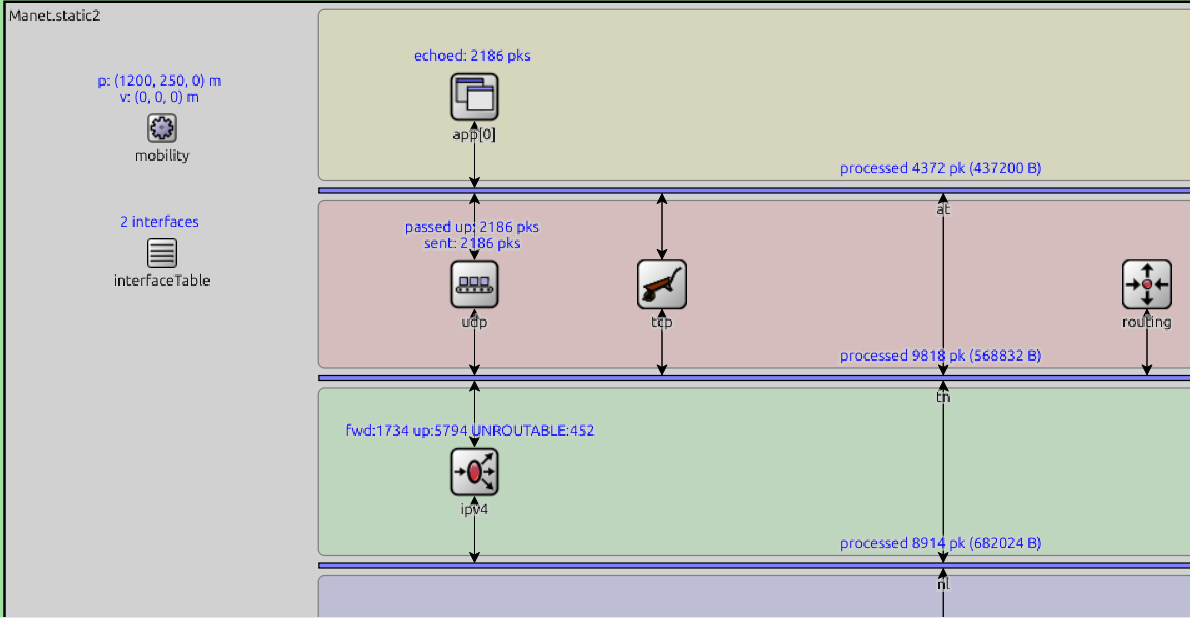 Manet.static2
p: (1200, 250, 0) m
v: (0, 0, 0) m
mobility
2 interfaces
interfaceTable
echoed: 2186 pks
app[0]
processed 4372 pk (437200 B)
at
passed up: 2186 pks
sent: 2186 pks
udp
tcp
routing
processed 9818 pk (568832 B)
tn
fwd:1734 up:5794 UNROUTABLE:452
ipv4
processed 8914 pk (682024 B)
nl